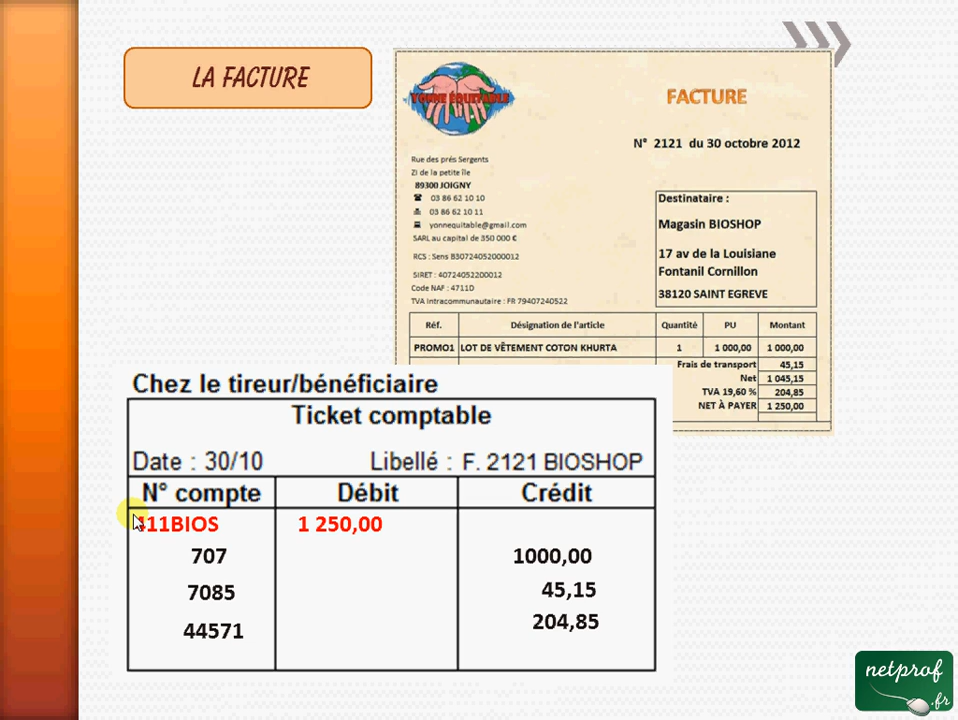 LA FACTURE
YONNE ÉQUITABLE
FACTURE
N° 2121 du 30 octobre 2012
Rue des prés Sergents
ZI de la petite île
89300 JOIGNY
03 86 62 10 10
03 86 62 10 11
yonnequitable@gmail.com
SARL au capital de 350 000 €
RCS : Sens B30724052000012
SIRET : 40724052200012
Code NAF : 4711D
TVA Intracommunautaire : FR 79407240522
Destinataire :
Magasin BIOSHOP
17 av de la Louisiane
Fontanil Cornillon
38120 SAINT EGREVE
Réf. Désignation de l'article Quantité PU Montant
PROMO1 LOT DE VÊTEMENT COTON KHURTA 1 1 000,00 1 000,00
Frais de transport 45,15
Net 1 045,15
TVA 19,60 % 204,85
NET À PAYER 1 250,00
Chez le tireur/bénéficiaire
Ticket comptable
Date : 30/10 Libellé : F. 2121 BIOSHOP
N° compte Débit Crédit
411BIOS 1 250,00
707 1000,00
7085 45,15
44571 204,85
netprof
.fr